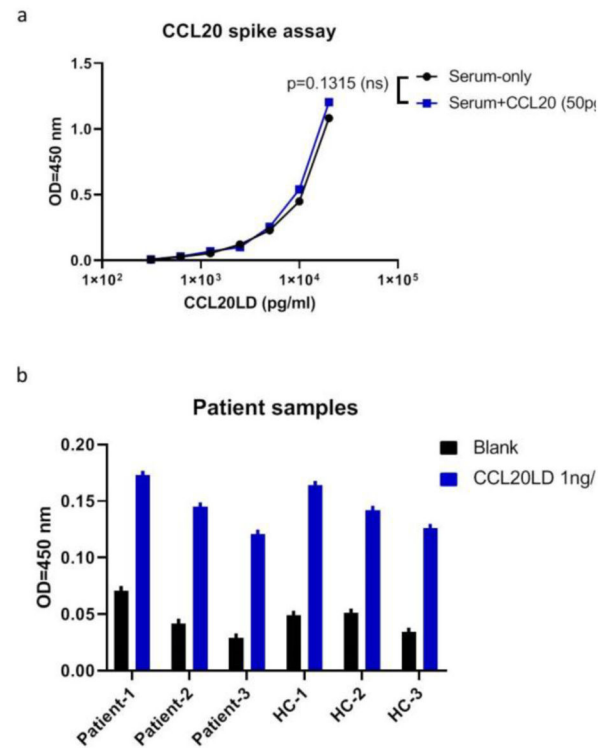 a
CCL20 spike assay
1.5
1.0
0.5
0.0
OD=450 nm
p=0.1315 (ns)
Serum-only
Serum+CCL20 (50p
1×10²
1×10³
1×10⁴
1×10⁵
CCL20LD (pg/ml)
b
Patient samples
0.20
0.15
0.10
0.05
0.00
OD=450 nm
Blank
CCL20LD 1ng/
Patient-1
Patient-2
Patient-3
HC-1
HC-2
HC-3